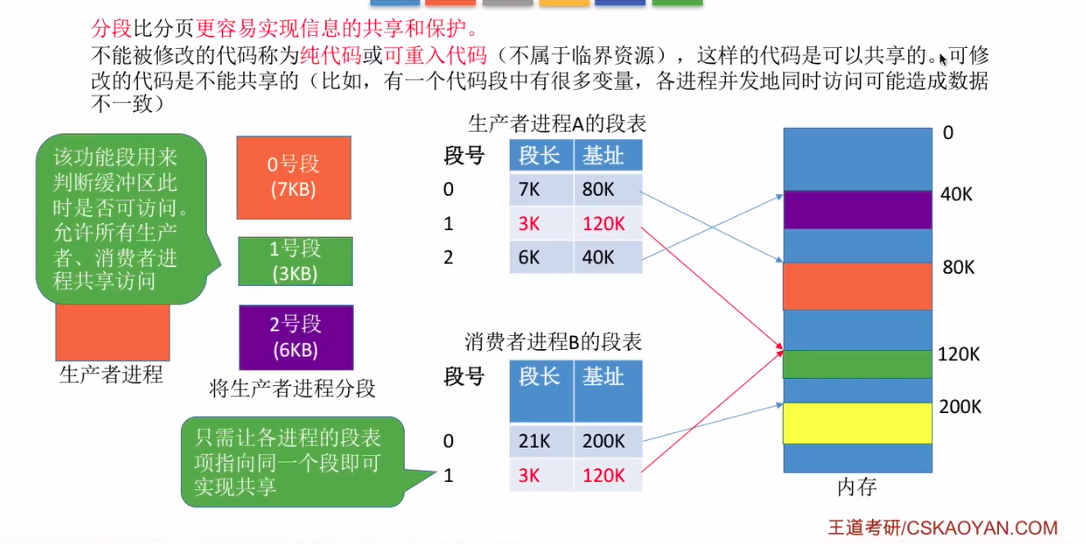 分段比分页更容易实现信息的共享和保护。
不能被修改的代码称为纯代码或可重入代码（不属于临界资源），这样的代码是可以共享的。可修
改的代码是不能共享的（比如，有一个代码段中有很多变量，各进程并发地同时访问可能造成数据
不一致）
该功能段用来
判断缓冲区此
时是否可访问。
允许所有生产
者、消费者进
程共享访问
生产者进程
0号段
(7KB)
1号段
(3KB)
2号段
(6KB)
将生产者进程分段
生产者进程A的段表
段号 段长 基址
0 7K 80K
1 3K 120K
2 6K 40K
消费者进程B的段表
段号 段长 基址
0 21K 200K
1 3K 120K
只需让各进程的段表
项指向同一个段即可
实现共享
0
40K
80K
120K
200K
内存
王道考研/CSKAOYAN.COM